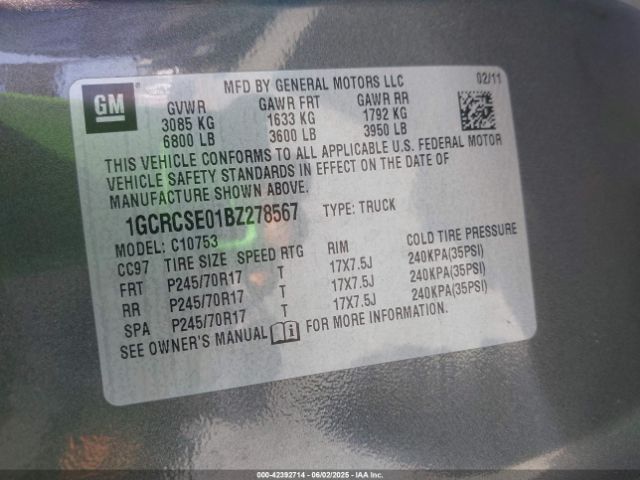 MFD BY GENERAL MOTORS LLC 02/11
GM
GVWR GAWR FRT GAWR RR
3085 KG 1633 KG 1792 KG
6800 LB 3600 LB 3950 LB
THIS VEHICLE CONFORMS TO ALL APPLICABLE U.S. FEDERAL MOTOR
VEHICLE SAFETY STANDARDS IN EFFECT ON THE DATE OF
MANUFACTURE SHOWN ABOVE.
1GCRCSE01BZ278567 TYPE: TRUCK
MODEL: C10753
CC97 TIRE SIZE SPEED RTG RIM COLD TIRE PRESSURE
FRT P245/70R17 T 17X7.5J 240KPA(35PSI)
RR P245/70R17 T 17X7.5J 240KPA(35PSI)
SPA P245/70R17 T 17X7.5J 240KPA(35PSI)
SEE OWNER'S MANUAL FOR MORE INFORMATION.
000-42392714 - 06/02/2025 - IAAI.COM